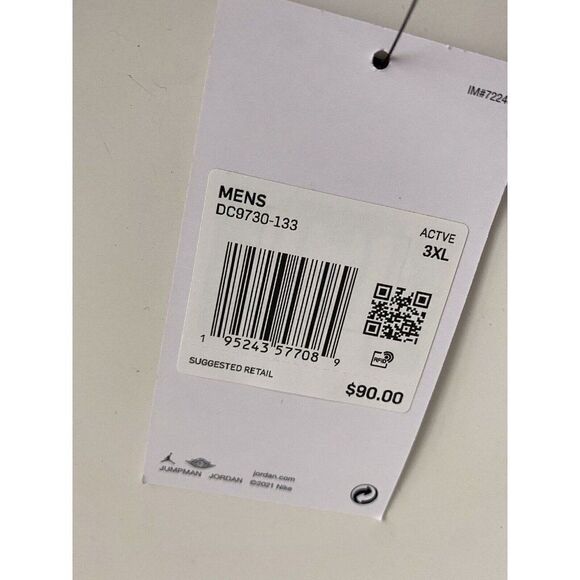 IM#7224
MENS
DC9730-133
ACTVE
3XL
1 95243 57708 9
RFID
SUGGESTED RETAIL
$90.00
JUMPMAN JORDAN
jordan.com
©2021 Nike